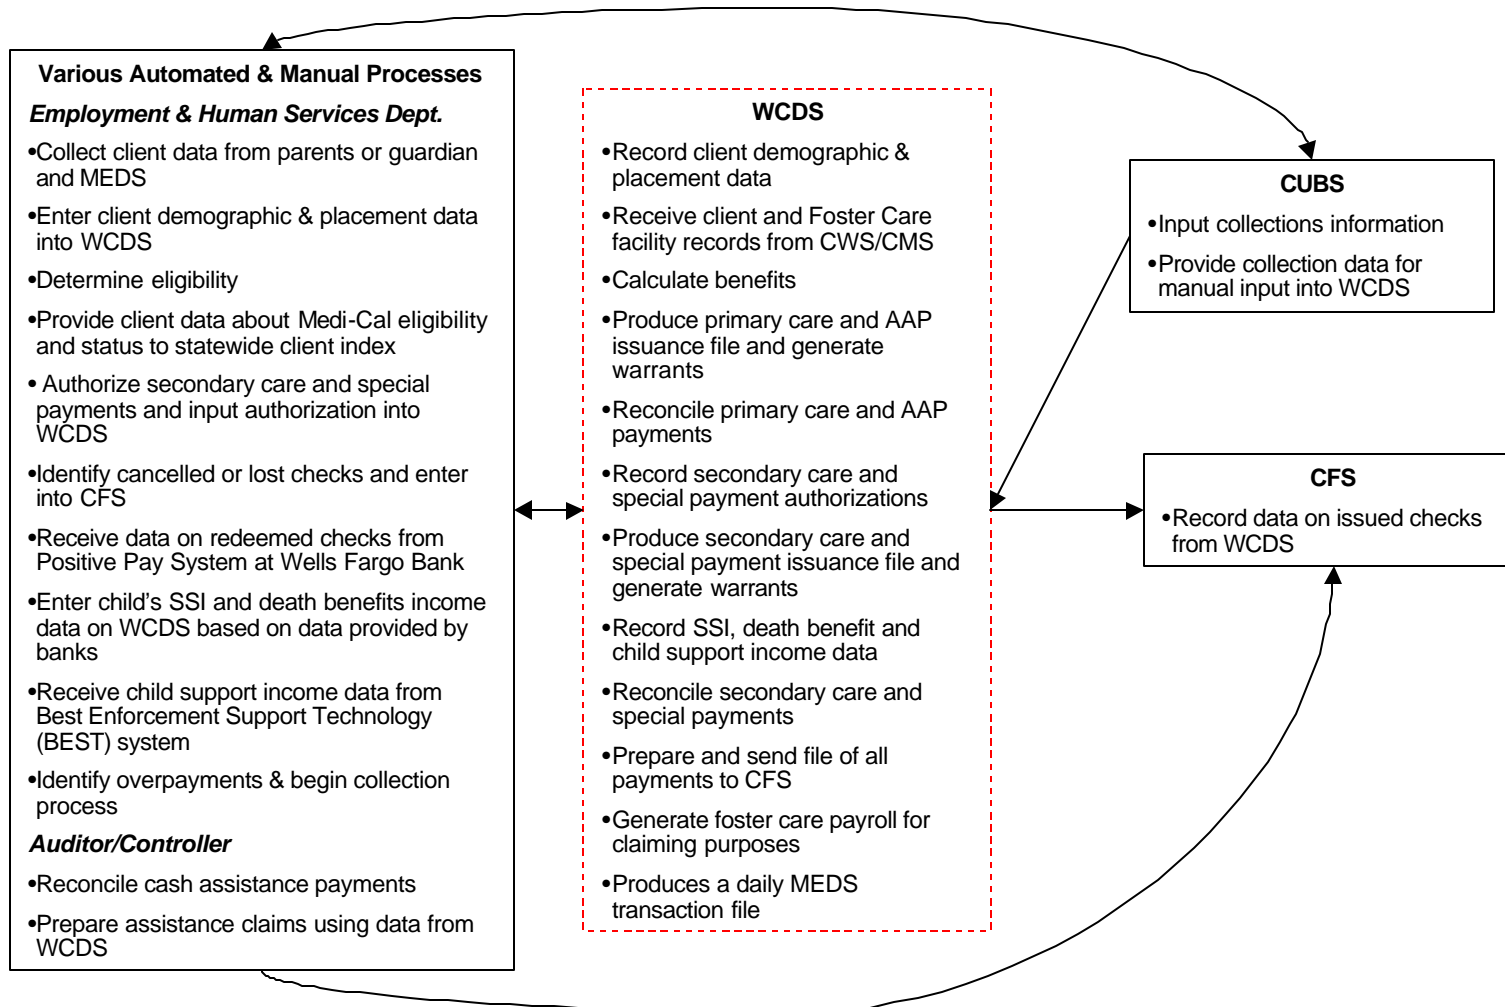 Various Automated & Manual Processes
Employment & Human Services Dept.
•Collect client data from parents or guardian
and MEDS
•Enter client demographic & placement data
into WCDS
•Determine eligibility
•Provide client data about Medi-Cal eligibility
and status to statewide client index
• Authorize secondary care and special
payments and input authorization into
WCDS
•Identify cancelled or lost checks and enter
into CFS
•Receive data on redeemed checks from
Positive Pay System at Wells Fargo Bank
•Enter child's SSI and death benefits income
data on WCDS based on data provided by
banks
•Receive child support income data from
Best Enforcement Support Technology
(BEST) system
•Identify overpayments & begin collection
process
Auditor/Controller
•Reconcile cash assistance payments
•Prepare assistance claims using data from
WCDS
WCDS
•Record client demographic &
placement data
•Receive client and Foster Care
facility records from CWS/CMS
•Calculate benefits
•Produce primary care and AAP
issuance file and generate
warrants
•Reconcile primary care and AAP
payments
•Record secondary care and
special payment authorizations
•Produce secondary care and
special payment issuance file and
generate warrants
•Record SSI, death benefit and
child support income data
•Reconcile secondary care and
special payments
•Prepare and send file of all
payments to CFS
•Generate foster care payroll for
claiming purposes
•Produces a daily MEDS
transaction file
CUBS
•Input collections information
•Provide collection data for
manual input into WCDS
CFS
•Record data on issued checks
from WCDS